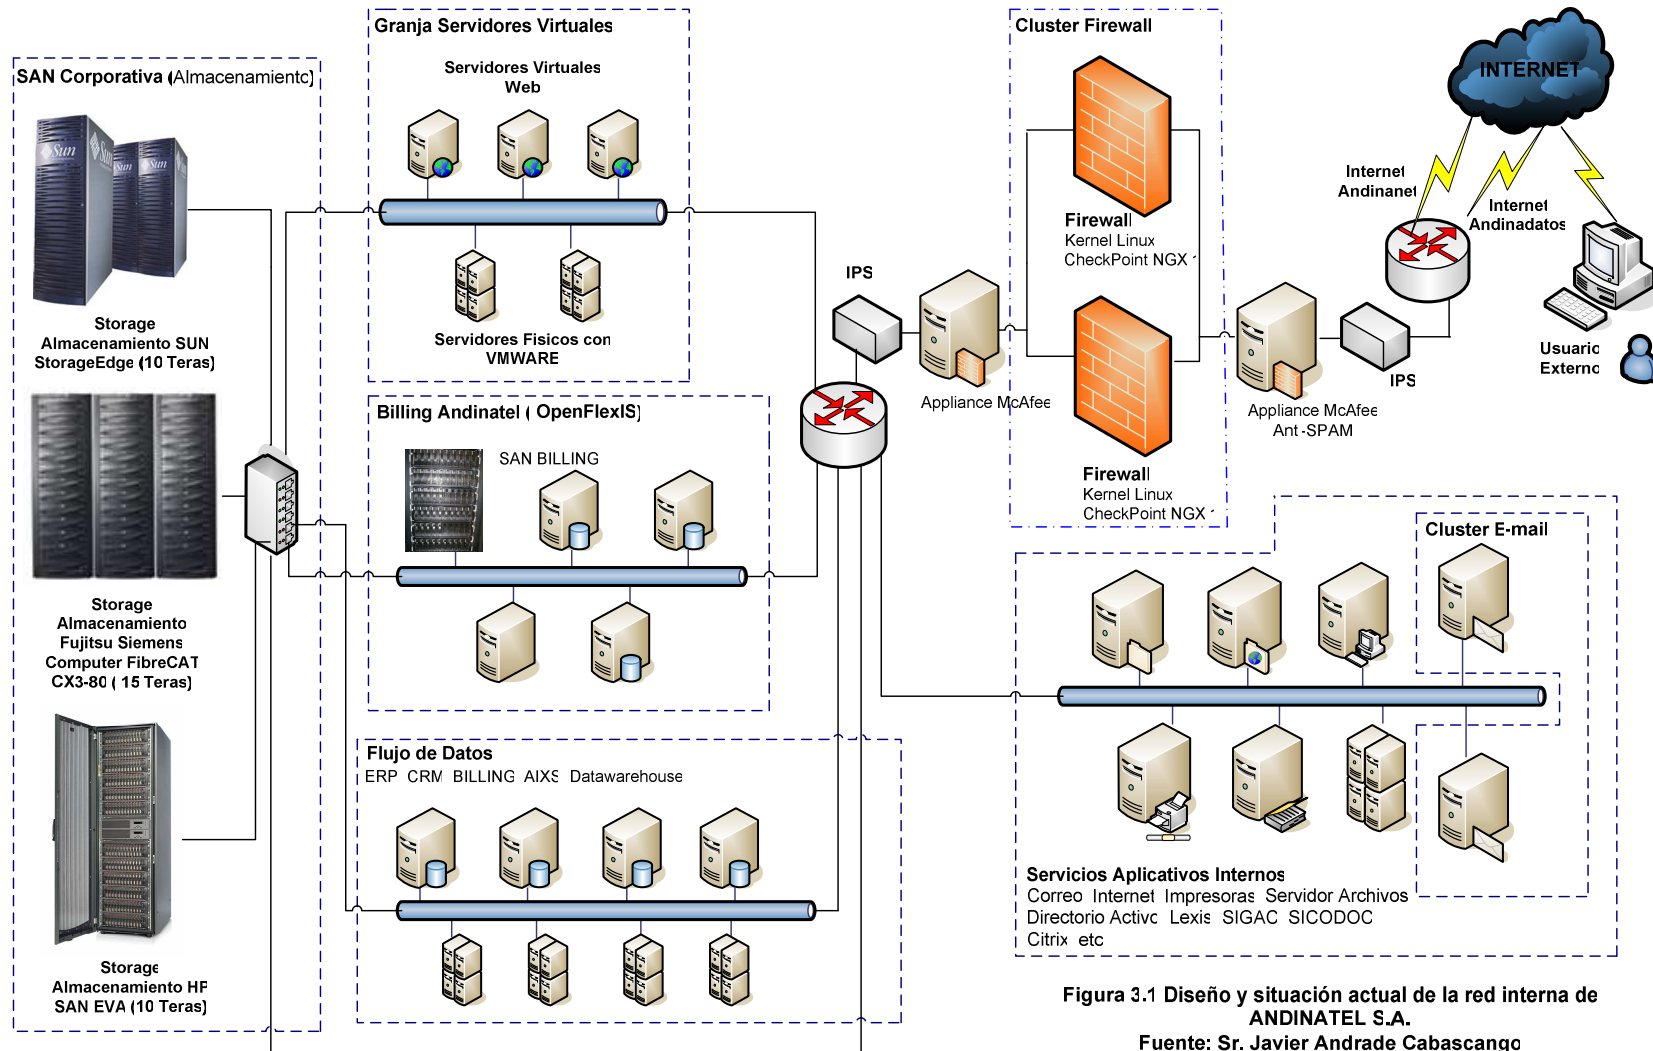 Granja Servidores Virtuales
Servidores Virtuales
Web
Servidores Fisicos con
VMWARE
SAN Corporativa (Almacenamiento)
Sun
Sun
Sun
Storage
Almacenamiento SUN
StorageEdge (10 Teras)
Storage
Almacenamiento
Fujitsu Siemens
Computer FibreCAT
CX3-80 ( 15 Teras)
Storage
Almacenamiento HP
SAN EVA (10 Teras)
Billing Andinatel ( OpenFlexIS)
SAN BILLING
Flujo de Datos
ERP CRM BILLING AIXS Datawarehouse
IPS
Appliance McAfee
Cluster Firewall
Firewall
Kernel Linux
CheckPoint NGX
Firewall
Kernel Linux
CheckPoint NGX
Appliance McAfee
Ant-SPAM
IPS
INTERNET
Internet
Andinanet
Internet
Andinadatos
Usuario
Externo
Cluster E-mail
Servicios Aplicativos Internos
Correo Internet Impresoras Servidor Archivos
Directorio Activo Lexis SIGAC SICODOC
Citrix etc
Figura 3.1 Diseño y situación actual de la red interna de
ANDINATEL S.A.
Fuente: Sr. Javier Andrade Cabascango